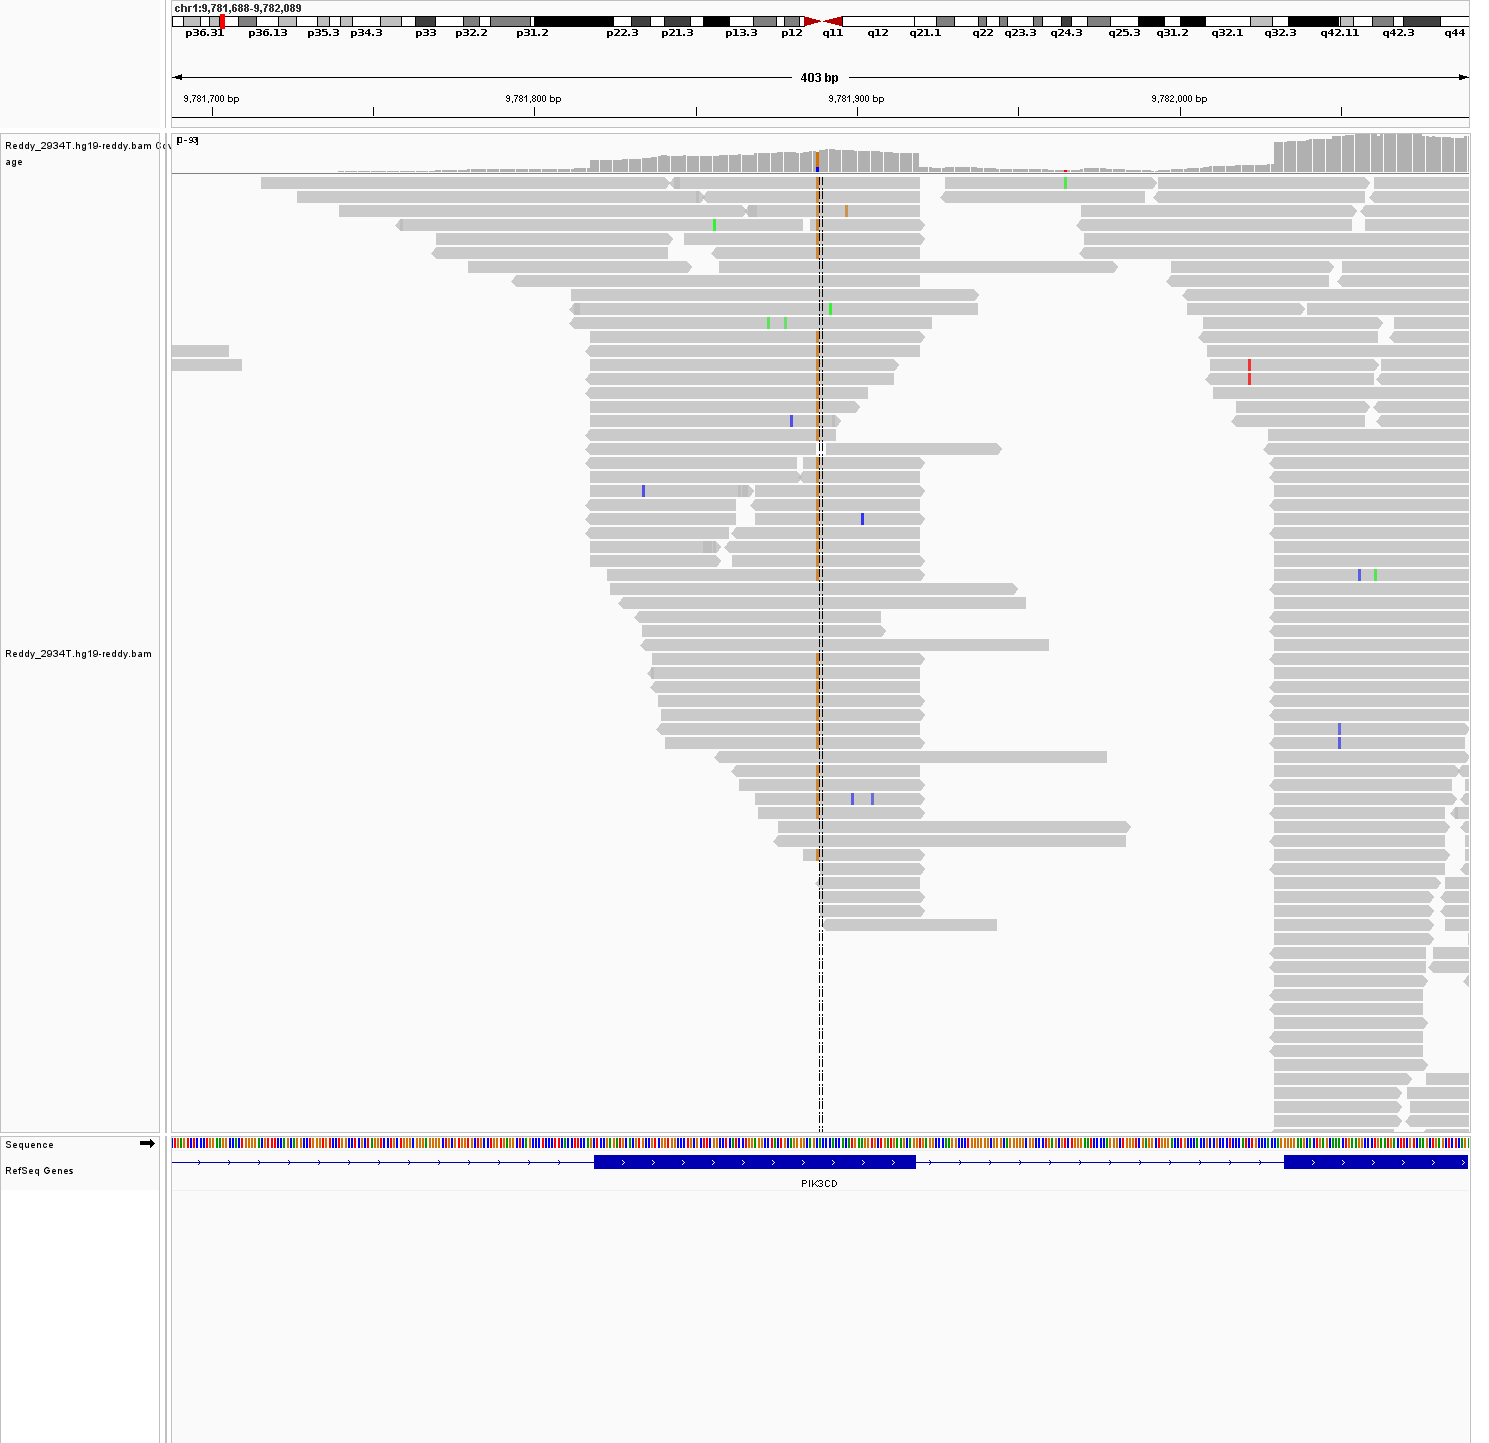 chr1:9,781,688-9,782,089
p36.31 p36.13 p35.3 p34.3 p33 p32.2 p31.2 p22.3 p21.3 p13.3 p12 q11 q12 q21.1 q22 q23.3 q24.3 q25.3 q31.2 q32.1 q32.3 q42.11 q42.3 q44
403 bp
9,781,700 bp 9,781,800 bp 9,781,900 bp 9,782,000 bp
[0-93]
Reddy_2934T.hg19-reddy.bam Cov
age
Reddy_2934T.hg19-reddy.bam
Sequence
RefSeq Genes
PIK3CD